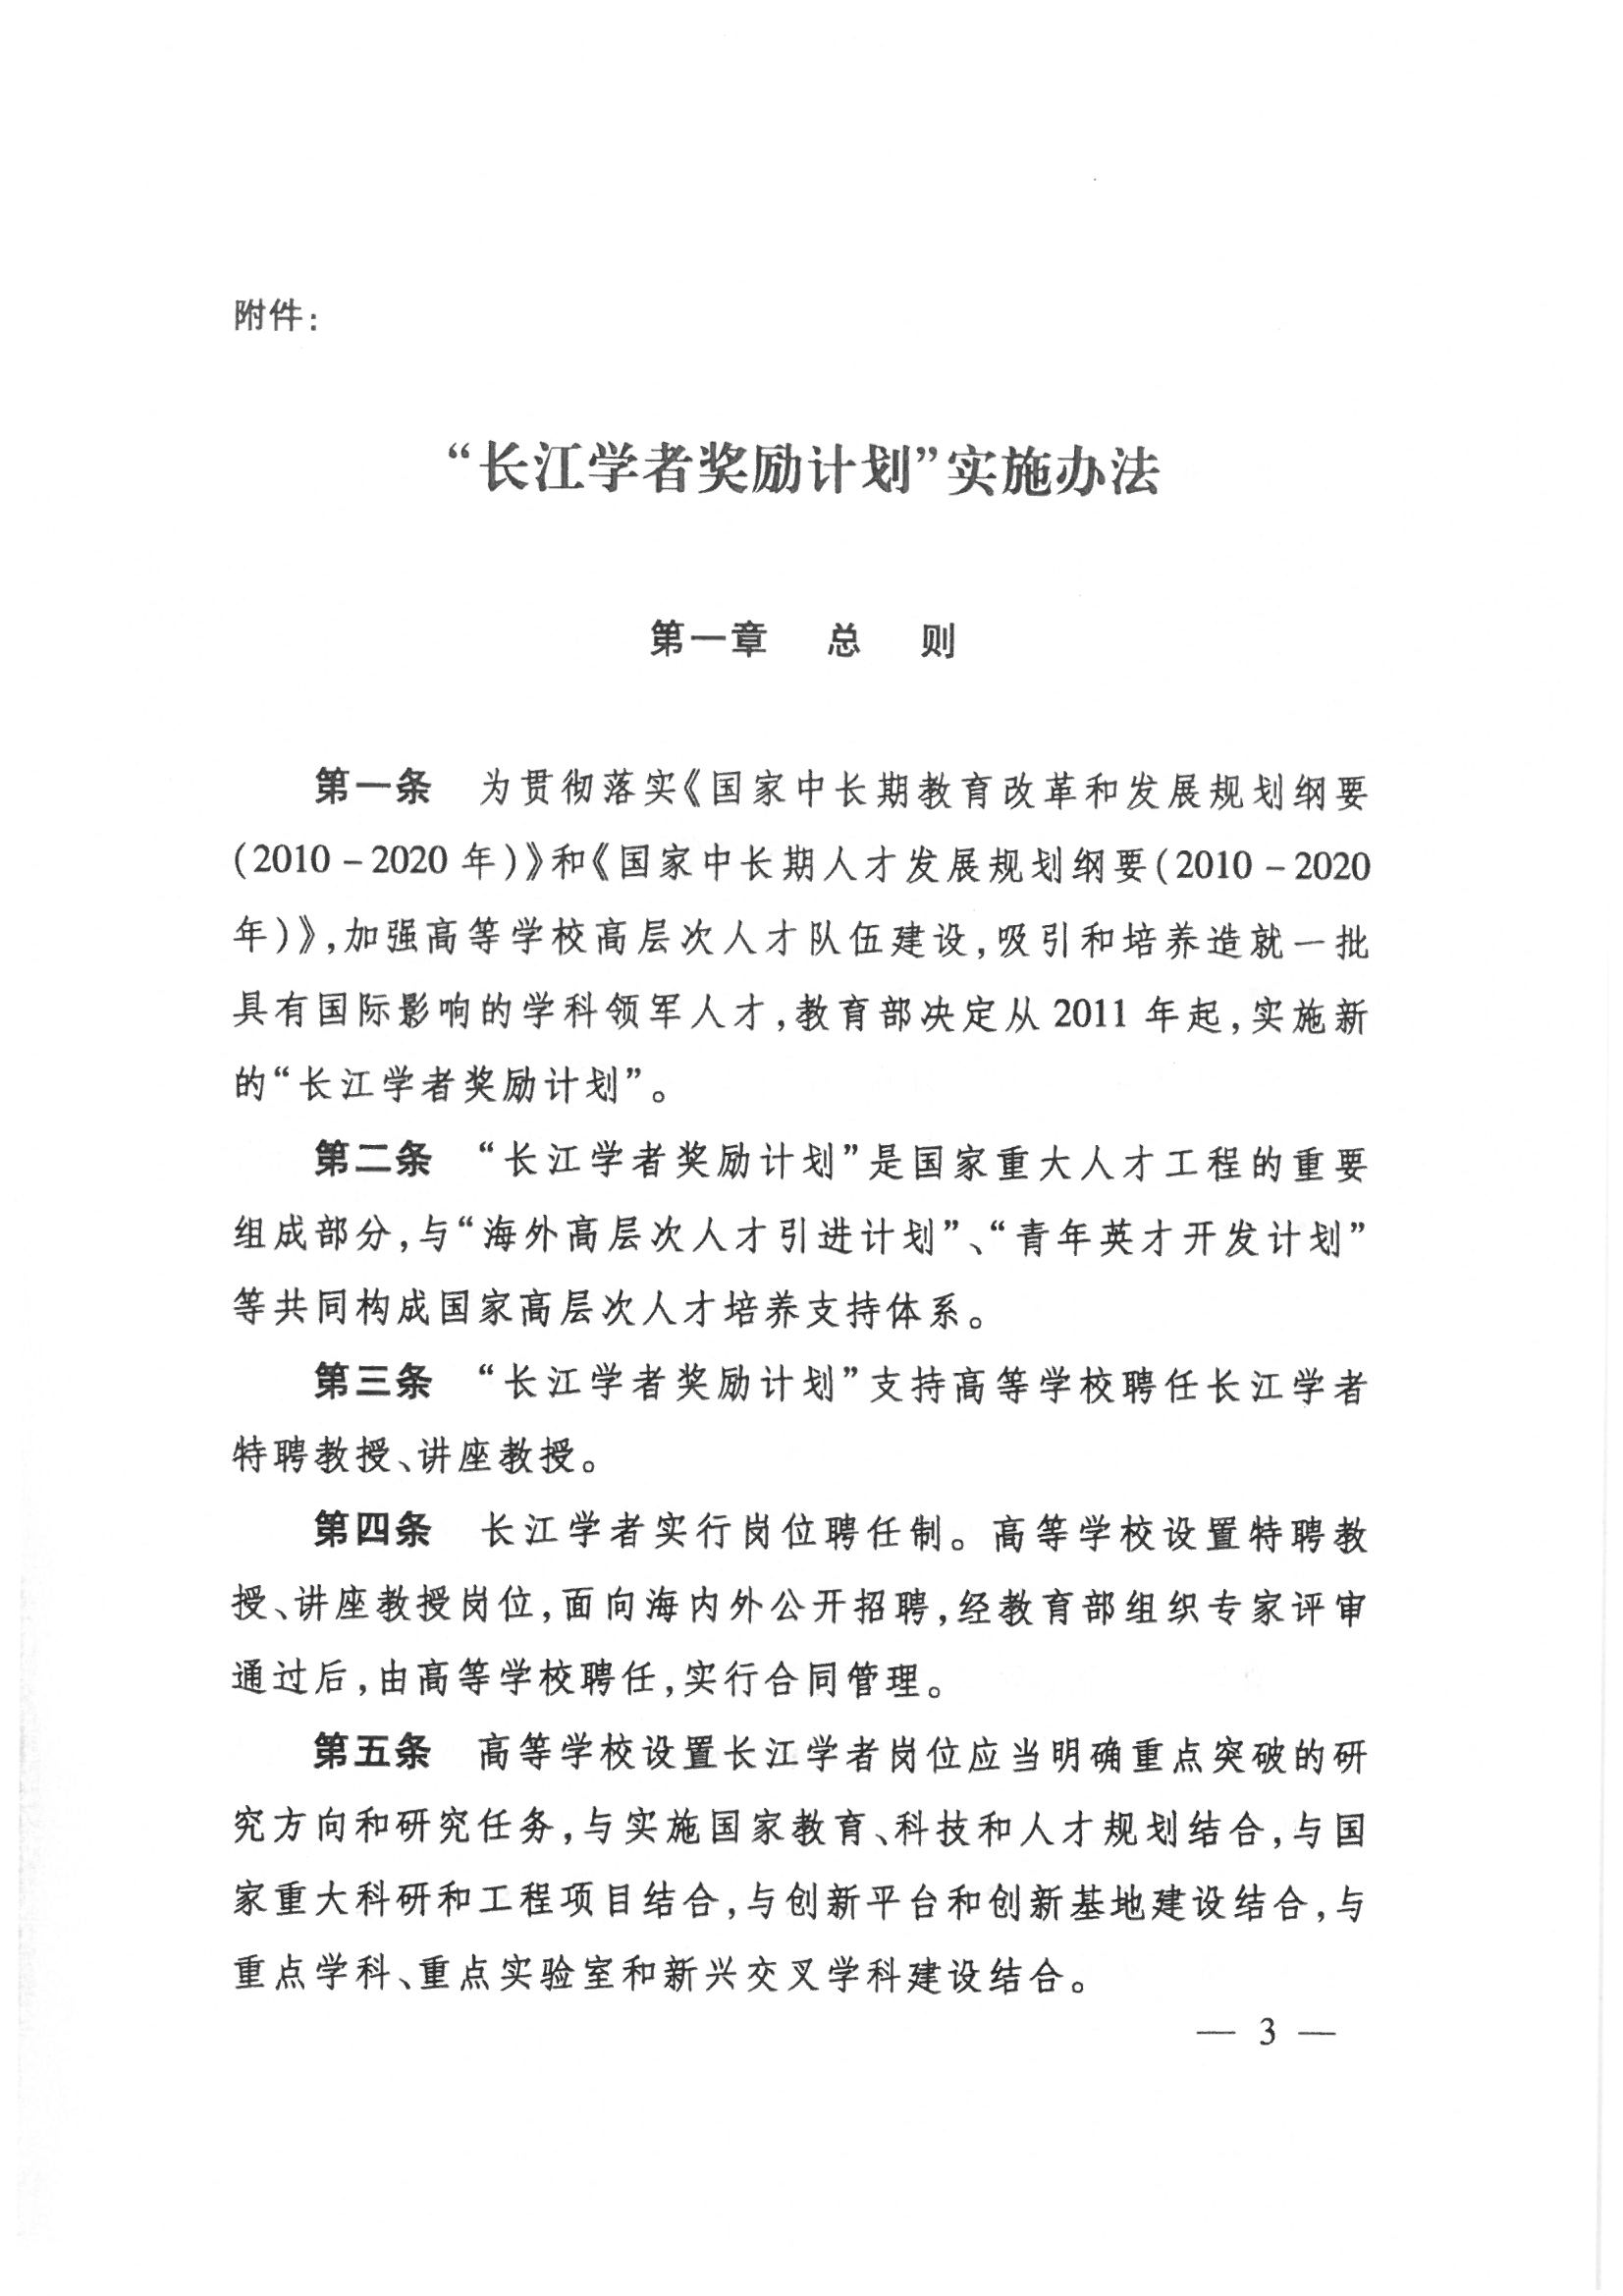 附件：
“长江学者奖励计划”实施办法
第一章 总 则
第一条 为贯彻落实《国家中长期教育改革和发展规划纲要
(2010－2020 年)》和《国家中长期人才发展规划纲要(2010－2020
年)》,加强高等学校高层次人才队伍建设,吸引和培养造就一批
具有国际影响的学科领军人才,教育部决定从 2011 年起,实施新
的“长江学者奖励计划”。
第二条 “长江学者奖励计划”是国家重大人才工程的重要
组成部分,与“海外高层次人才引进计划”、“青年英才开发计划”
等共同构成国家高层次人才培养支持体系。
第三条 “长江学者奖励计划”支持高等学校聘任长江学者
特聘教授、讲座教授。
第四条 长江学者实行岗位聘任制。高等学校设置特聘教
授、讲座教授岗位,面向海内外公开招聘,经教育部组织专家评审
通过后,由高等学校聘任,实行合同管理。
第五条 高等学校设置长江学者岗位应当明确重点突破的研
究方向和研究任务,与实施国家教育、科技和人才规划结合,与国
家重大科研和工程项目结合,与创新平台和创新基地建设结合,与
重点学科、重点实验室和新兴交叉学科建设结合。
— 3 —